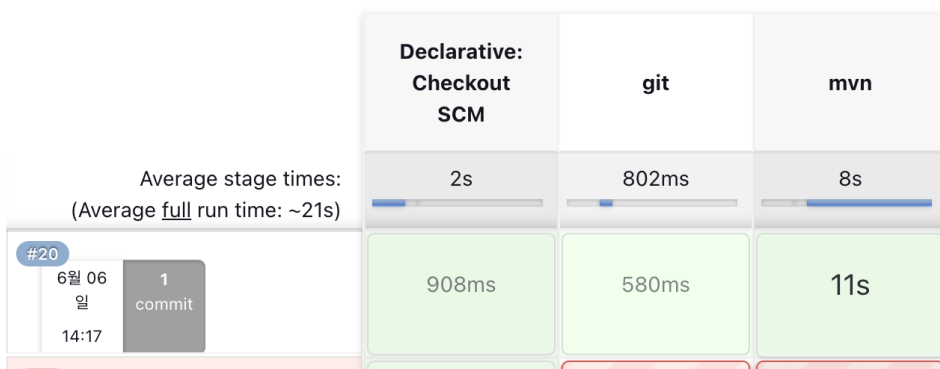 Declarative:
Checkout
SCM
git
mvn
Average stage times:
(Average full run time: ~21s)
2s
802ms
8s
#20
6월 06
일
14:17
1
commit
908ms
580ms
11s